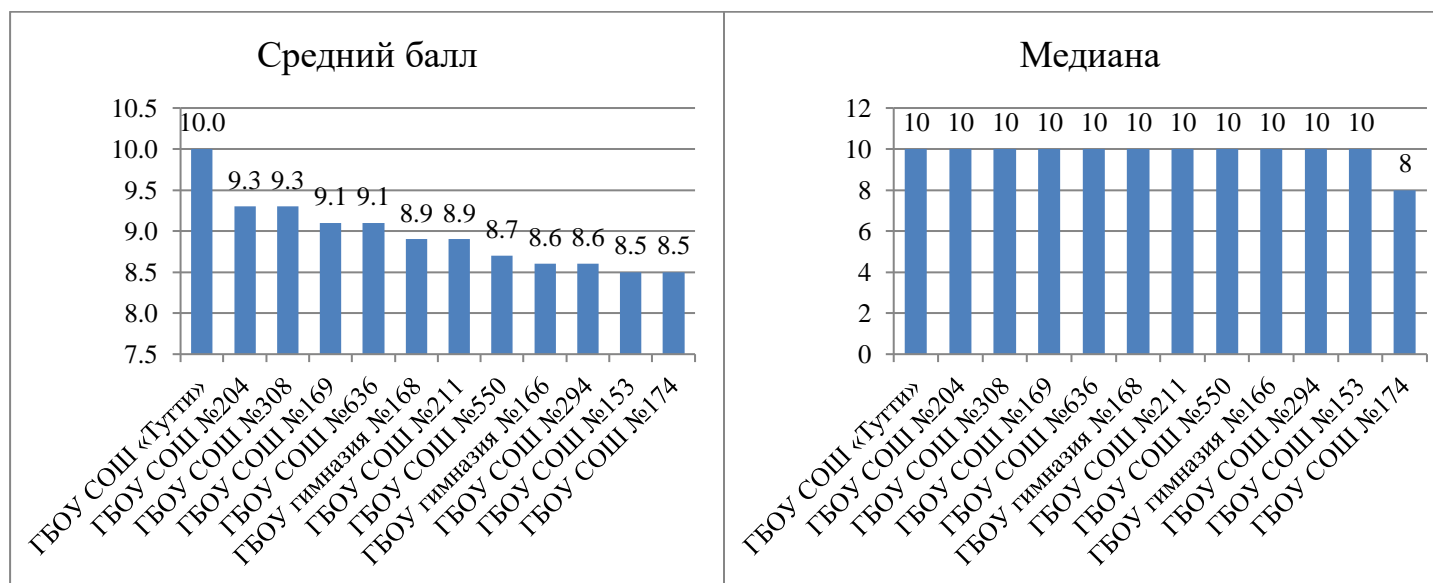 Средний балл
10.5
10.0
9.5
9.0
8.5
8.0
7.5
10.0
9.3
9.3
9.1
9.1
8.9
8.9
8.7
8.6
8.6
8.5
8.5
ГБОУ СОШ «Тутти»
ГБОУ СОШ №204
ГБОУ СОШ №308
ГБОУ СОШ №169
ГБОУ СОШ №636
ГБОУ гимназия №168
ГБОУ СОШ №211
ГБОУ СОШ №550
ГБОУ гимназия №166
ГБОУ СОШ №294
ГБОУ СОШ №153
ГБОУ СОШ №174
Медиана
12
10
8
6
4
2
0
10
10
10
10
10
10
10
10
10
10
10
8
ГБОУ СОШ «Тутти»
ГБОУ СОШ №204
ГБОУ СОШ №308
ГБОУ СОШ №169
ГБОУ СОШ №636
ГБОУ гимназия №168
ГБОУ СОШ №211
ГБОУ СОШ №550
ГБОУ гимназия №166
ГБОУ СОШ №294
ГБОУ СОШ №153
ГБОУ СОШ №174